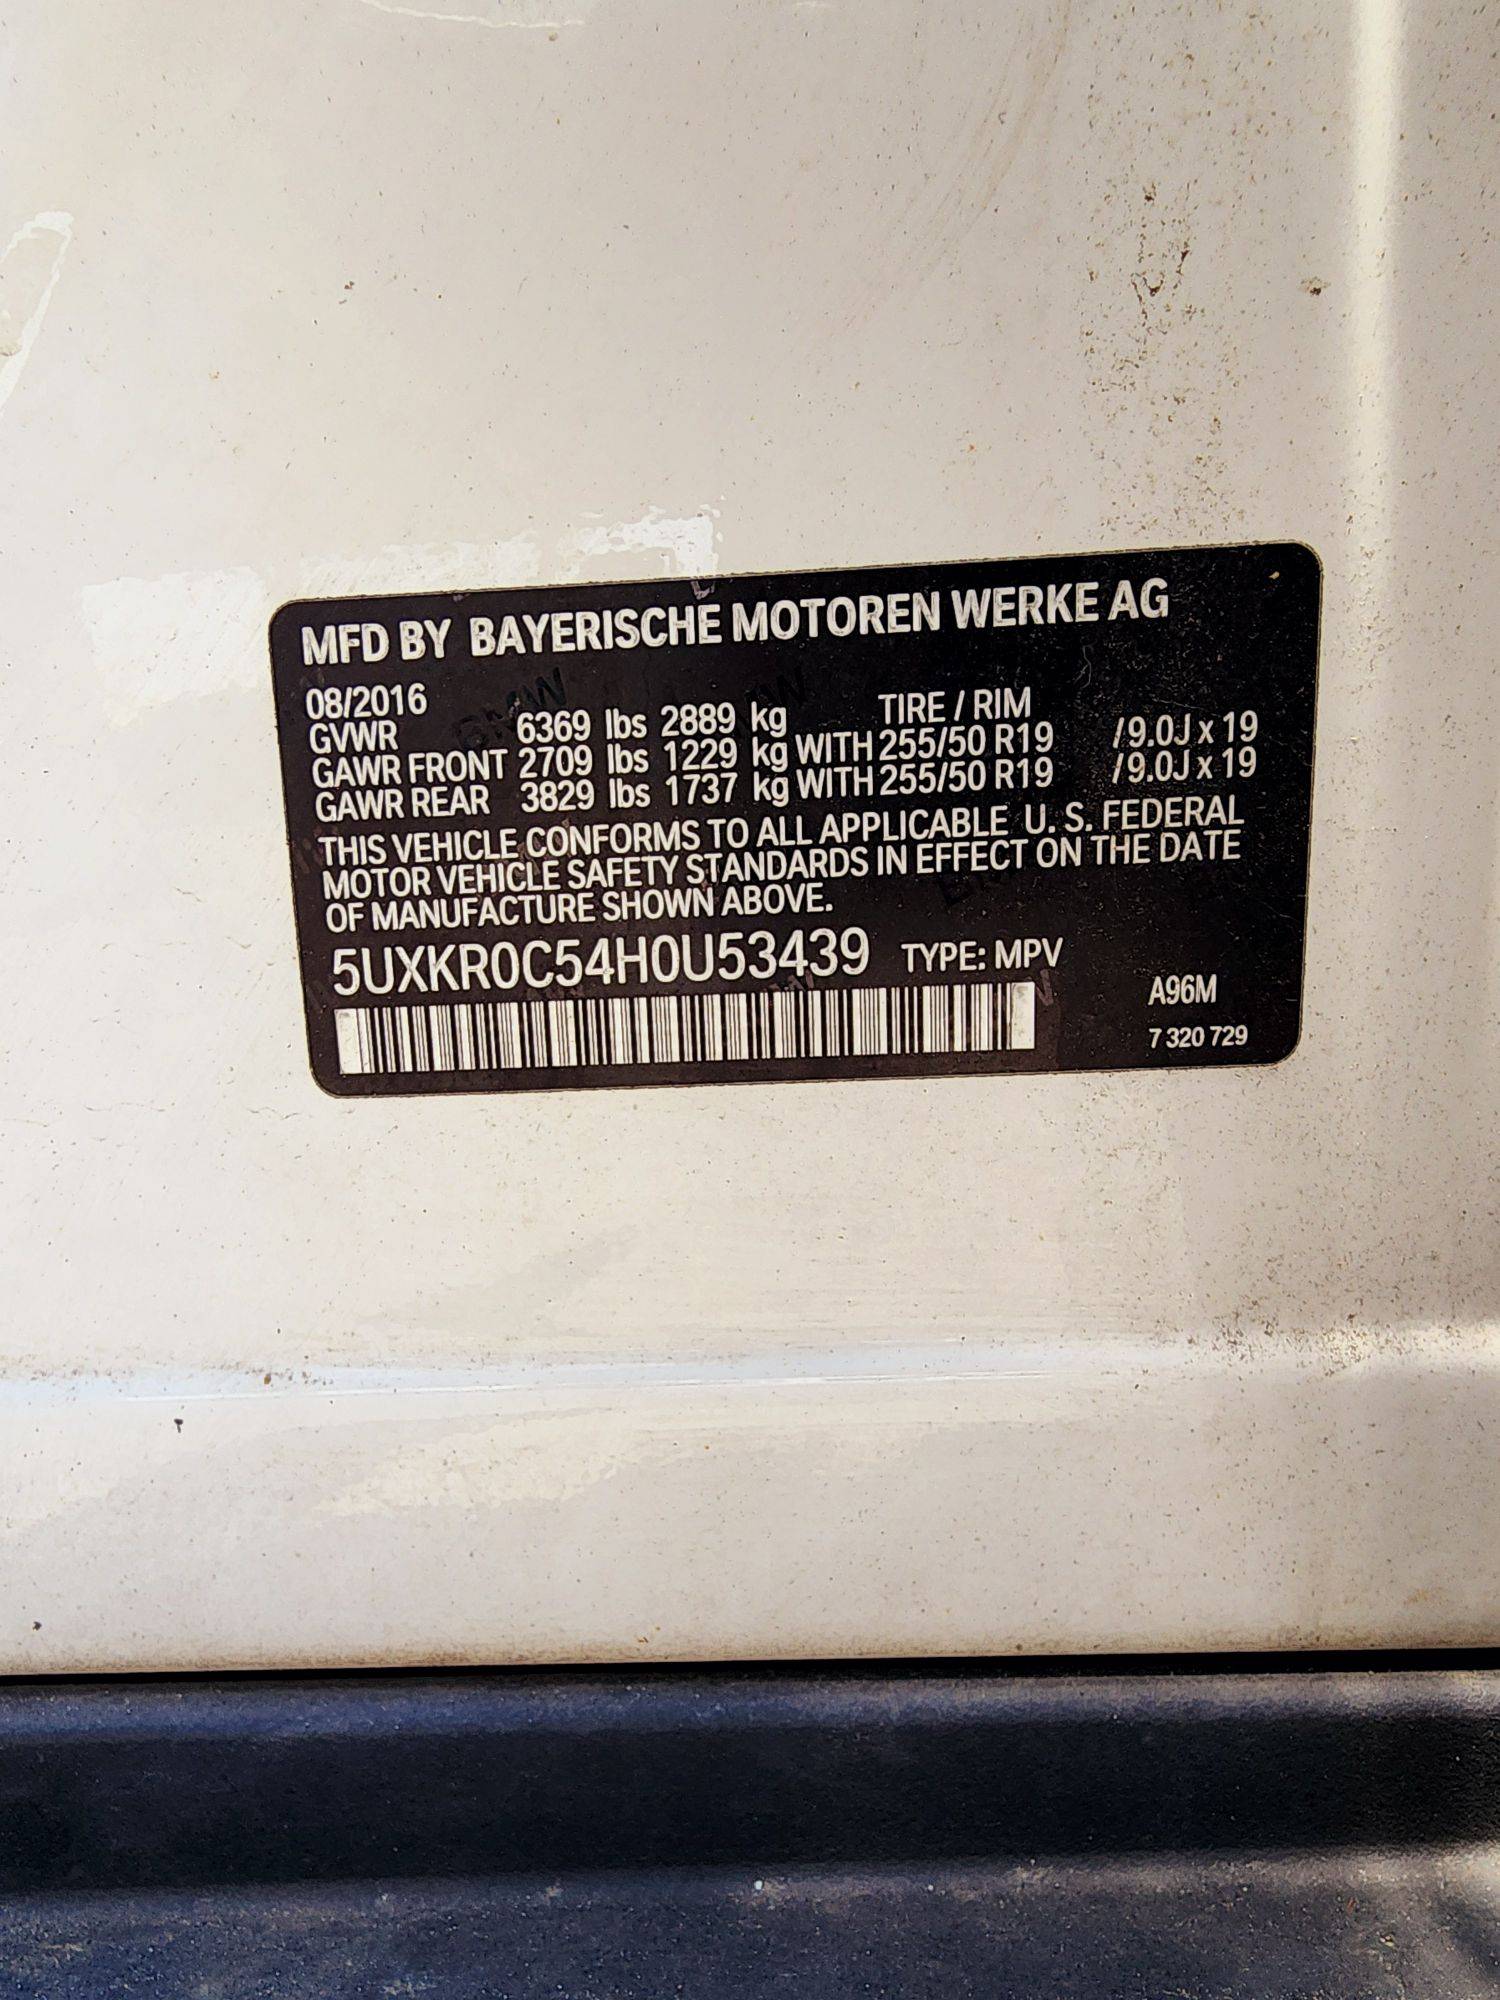 MFD BY BAYERISCHE MOTOREN WERKE AG
08/2016 TIRE / RIM
GVWR 6369 lbs 2889 kg
GAWR FRONT 2709 lbs 1229 kg WITH 255/50 R19 /9.0J x 19
GAWR REAR 3829 lbs 1737 kg WITH 255/50 R19 /9.0J x 19
THIS VEHICLE CONFORMS TO ALL APPLICABLE U. S. FEDERAL
MOTOR VEHICLE SAFETY STANDARDS IN EFFECT ON THE DATE
OF MANUFACTURE SHOWN ABOVE.
5UXKR0C54H0U53439 TYPE: MPV
A96M
7 320 729